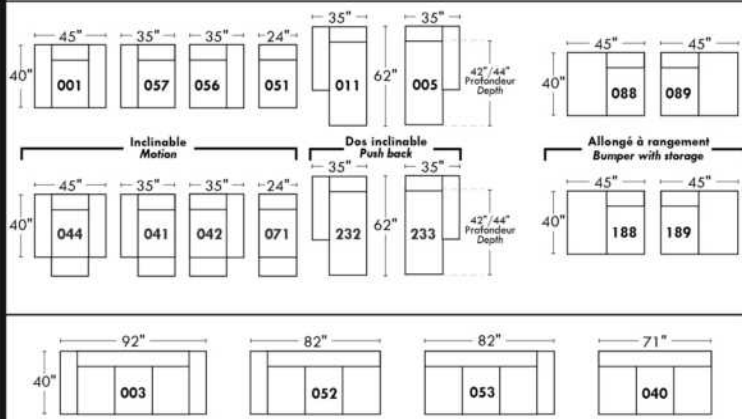 45" 35" 35" 24" 35" 35" 45" 45"
40" 001 057 056 051 011 62" 005 42"/44" Profondeur Depth 40" 088 089
Inclinable Dos inclinable Allongé à rangement
Motion Push back Bumper with storage
45" 35" 35" 24" 35" 35" 45" 45"
40" 044 041 042 071 232 62" 233 42"/44" Profondeur Depth 40" 188 189
92" 82" 82" 71"
40" 003 052 053 040